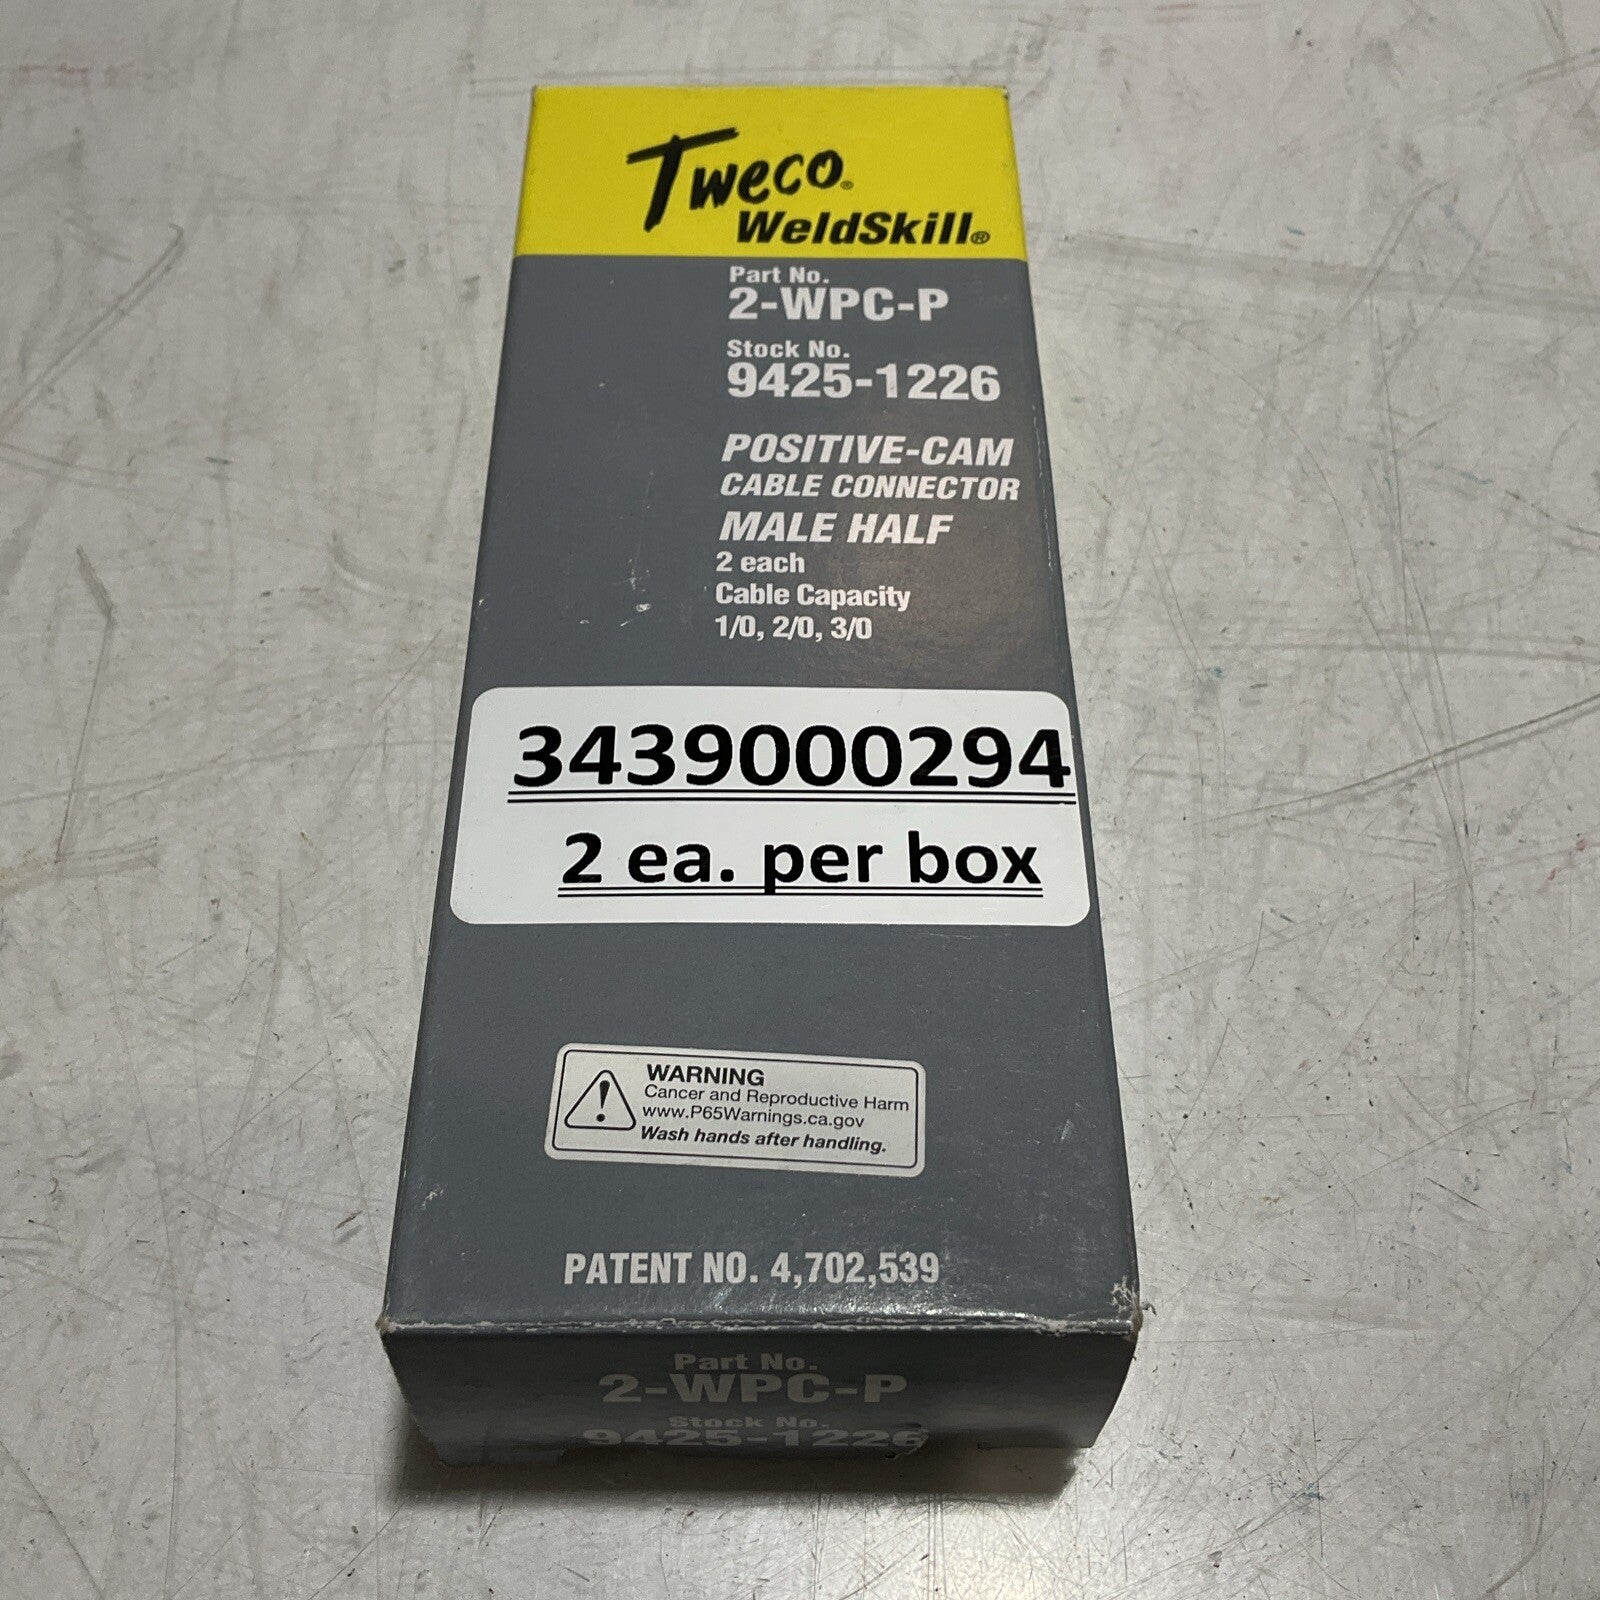 Tweco®
WeldSkill®
Part No.
2-WPC-P
Stock No.
9425-1226
POSITIVE-CAM
CABLE CONNECTOR
MALE HALF
2 each
Cable Capacity
1/0, 2/0, 3/0
3439000294
2 ea. per box
WARNING
Cancer and Reproductive Harm
www.P65Warnings.ca.gov
Wash hands after handling.
PATENT NO. 4,702,539
Part No.
2-WPC-P
Stock No.
9425-1226